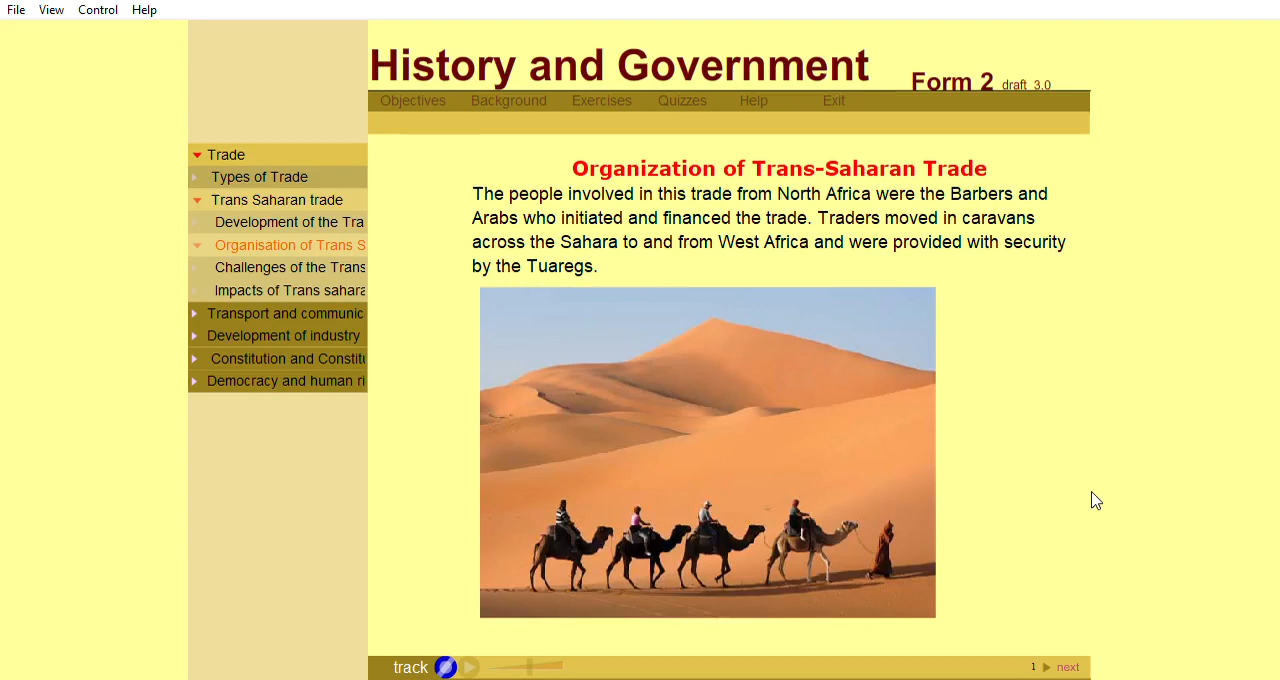 File View Control Help
History and Government
Form 2 draft 3.0
Objectives Background Exercises Quizzes Help Exit
Trade
Types of Trade
Trans Saharan trade
Development of the Tra
Organisation of Trans S
Challenges of the Trans
Impacts of Trans sahara
Transport and communic
Development of industry
Constitution and Constitu
Democracy and human ri
Organization of Trans-Saharan Trade
The people involved in this trade from North Africa were the Barbers and
Arabs who initiated and financed the trade. Traders moved in caravans
across the Sahara to and from West Africa and were provided with security
by the Tuaregs.
track
1 next